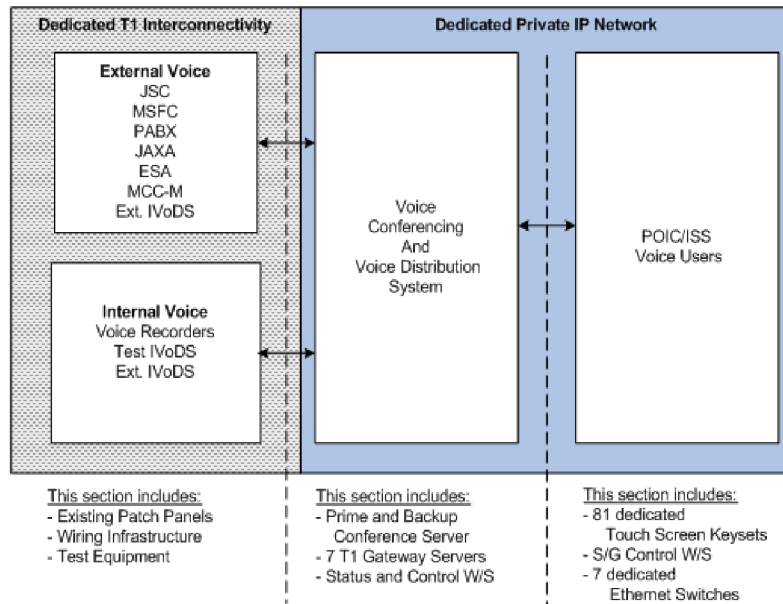 Dedicated T1 Interconnectivity
Dedicated Private IP Network
External Voice
JSC
MSFC
PABX
JAXA
ESA
MCC-M
Ext. IVoDS
Internal Voice
Voice Recorders
Test IVoDS
Ext. IVoDS
Voice
Conferencing
And
Voice Distribution
System
POIC/ISS
Voice Users
This section includes:
- Existing Patch Panels
- Wiring Infrastructure
- Test Equipment
This section includes:
- Prime and Backup
Conference Server
- 7 T1 Gateway Servers
- Status and Control W/S
This section includes:
- 81 dedicated
Touch Screen Keysets
- S/G Control W/S
- 7 dedicated
Ethernet Switches